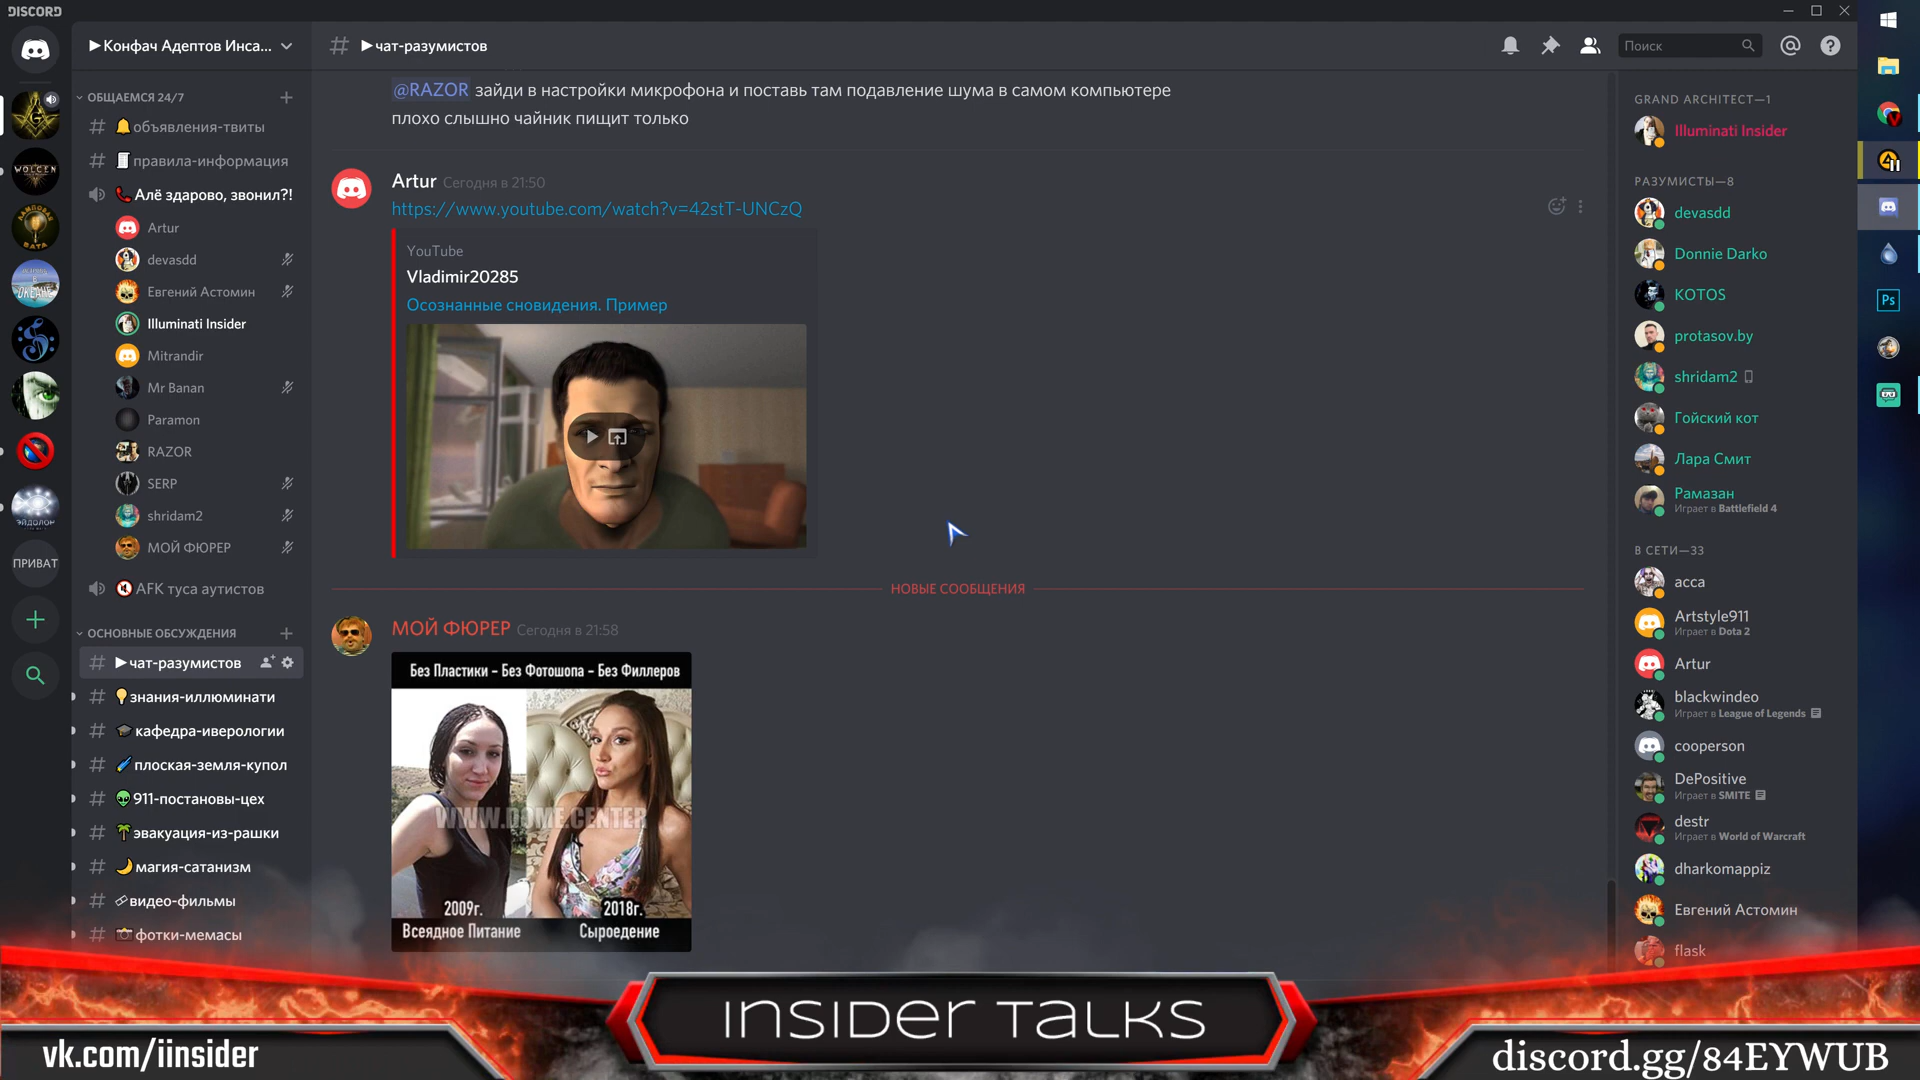 DISCORD
▶Конфач Адептов Инса...
# ▶чат-разумистов
Поиск
ОБЩАЕМСЯ 24/7
объявления-твиты
правила-информация
Алё здарово, звонил?!
Artur
devasdd
Евгений Астомин
Illuminati Insider
Mitrandir
Mr Banan
Paramon
RAZOR
SERP
shridam2
МОЙ ФЮРЕР
AFK туса аутистов
ОСНОВНЫЕ ОБСУЖДЕНИЯ
▶чат-разумистов
знания-иллюминати
кафедра-иверологии
плоская-земля-купол
911-постановы-цех
эвакуация-из-рашки
магия-сатанизм
видео-фильмы
фотки-мемасы
WOLCEN
ЭЙДОЛОН
ПРИВАТ
@RAZOR зайди в настройки микрофона и поставь там подавление шума в самом компьютере
плохо слышно чайник пищит только
Artur Сегодня в 21:50
https://www.youtube.com/watch?v=42stT-UNCzQ
YouTube
Vladimir20285
Осознанные сновидения. Пример
НОВЫЕ СООБЩЕНИЯ
МОЙ ФЮРЕР Сегодня в 21:58
Без Пластики - Без Фотошопа - Без Филлеров
WWW.DOME.CENTER
2009г.
2018г.
Всеядное Питание
Сыроедение
GRAND ARCHITECT—1
Illuminati Insider
РАЗУМИСТЫ—8
devasdd
Donnie Darko
KOTOS
protasov.by
shridam2
Гойский кот
Лара Смит
Рамазан
Играет в Battlefield 4
В СЕТИ—33
acca
Artstyle911
Играет в Dota 2
Artur
blackwindeo
Играет в League of Legends
cooperson
DePositive
Играет в SMITE
destr
Играет в World of Warcraft
dharkomappiz
Евгений Астомин
flask
Ps
INSIDER TALKS
vk.com/iinsider
discord.gg/84EYWUB